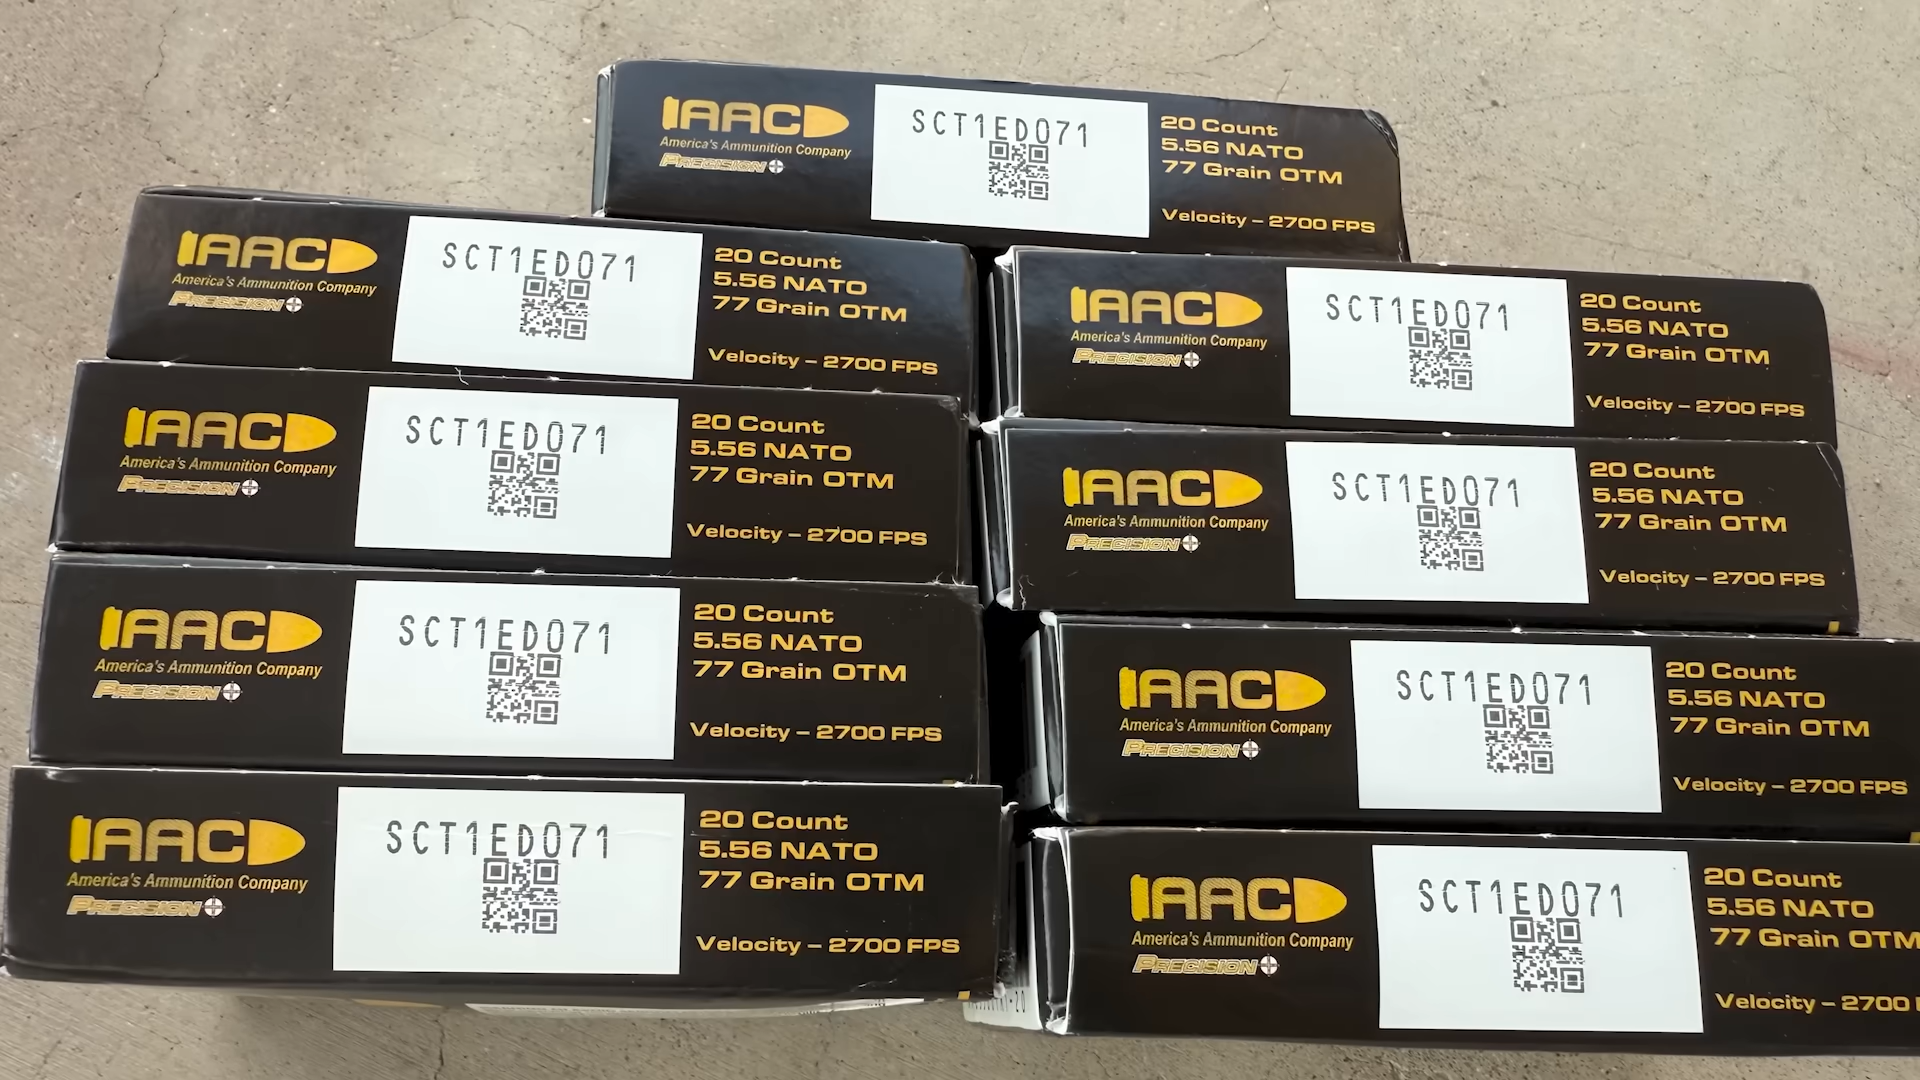 AAC
America's Ammunition Company
PRECISION
SCT1ED071
20 Count
5.56 NATO
77 Grain OTM
Velocity – 2700 FPS
AAC
America's Ammunition Company
PRECISION
SCT1ED071
20 Count
5.56 NATO
77 Grain OTM
Velocity – 2700 FPS
AAC
America's Ammunition Company
PRECISION
SCT1ED071
20 Count
5.56 NATO
77 Grain OTM
Velocity – 2700 FPS
AAC
America's Ammunition Company
PRECISION
SCT1ED071
20 Count
5.56 NATO
77 Grain OTM
Velocity – 2700 FPS
AAC
America's Ammunition Company
PRECISION
SCT1ED071
20 Count
5.56 NATO
77 Grain OTM
Velocity – 2700 FPS
AAC
America's Ammunition Company
PRECISION
SCT1ED071
20 Count
5.56 NATO
77 Grain OTM
Velocity – 2700 FPS
AAC
America's Ammunition Company
PRECISION
SCT1ED071
20 Count
5.56 NATO
77 Grain OTM
Velocity – 2700 FPS
AAC
America's Ammunition Company
PRECISION
SCT1ED071
20 Count
5.56 NATO
77 Grain OTM
Velocity – 2700 FPS
AAC
America's Ammunition Company
PRECISION
SCT1ED071
20 Count
5.56 NATO
77 Grain OTM
Velocity – 2700